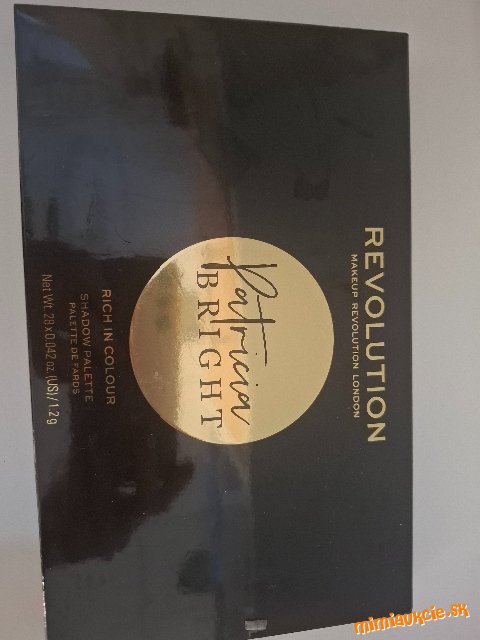 REVOLUTION
MAKEUP REVOLUTION LONDON
Patricia
BRIGHT
RICH IN COLOUR
SHADOW PALETTE
PALETTE DE FARDS
Net Wt. 28 x 0.042 oz.(US)/1.2g
mimiaukcie.sk